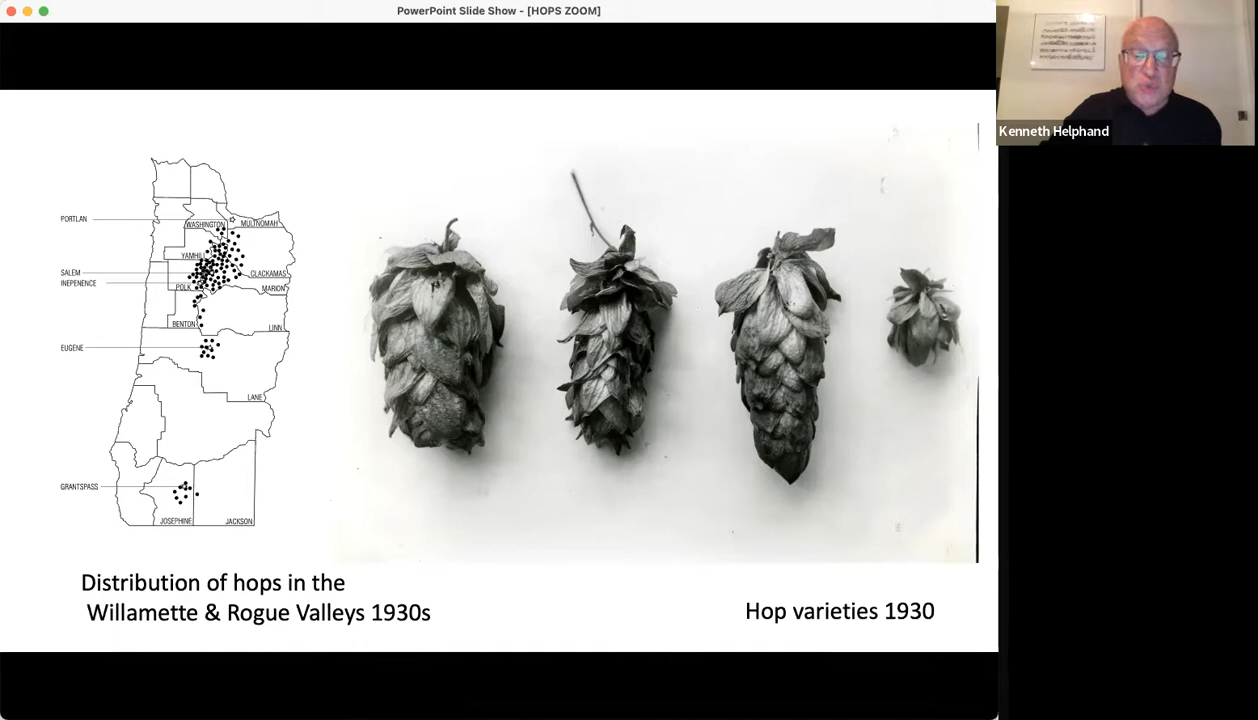 PowerPoint Slide Show - [HOPS ZOOM]
Kenneth Helphand
PORTLAN
WASHINGTON
MULTNOMAH
YAMHILL
SALEM
CLACKAMAS
INEPENENCE
POLK
MARION
BENTON
LINN
EUGENE
LANE
GRANTSPASS
JOSEPHINE
JACKSON
Distribution of hops in the
Willamette & Rogue Valleys 1930s
Hop varieties 1930